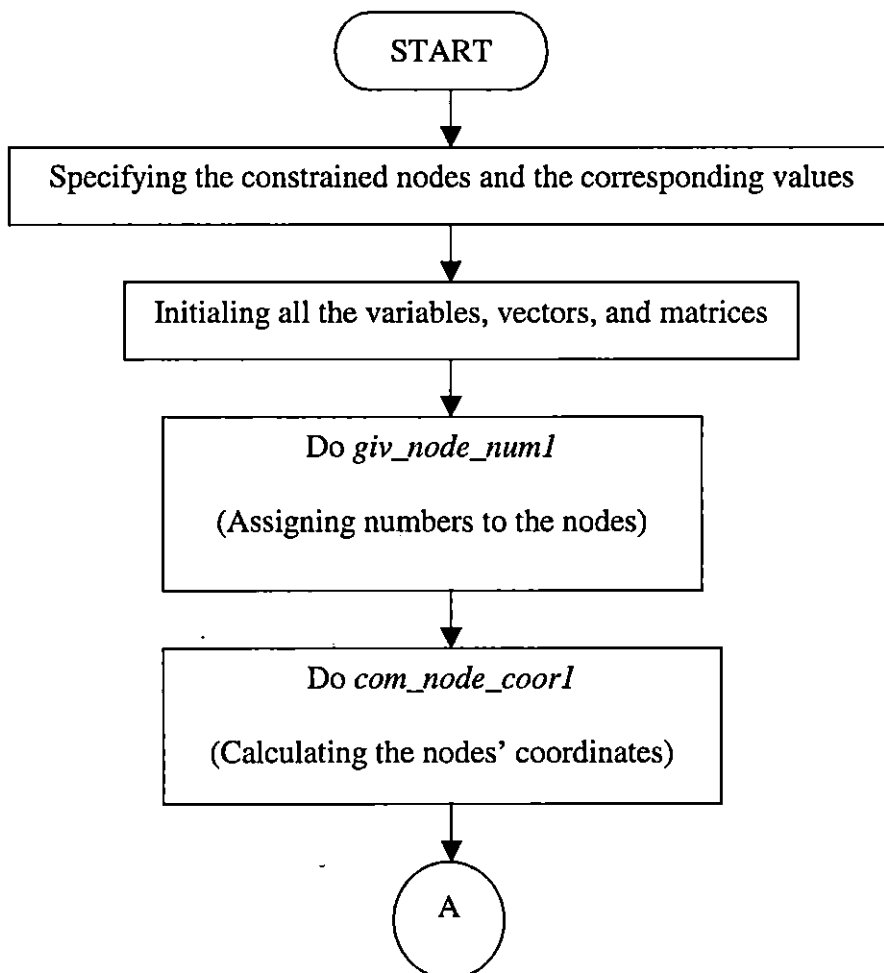 START
Specifying the constrained nodes and the corresponding values
Initialing all the variables, vectors, and matrices
Do giv_node_num1
(Assigning numbers to the nodes)
Do com_node_coor1
(Calculating the nodes’ coordinates)
A